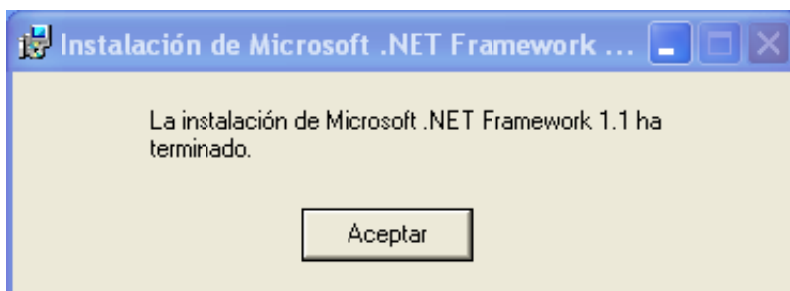 Instalación de Microsoft .NET Framework ...
La instalación de Microsoft .NET Framework 1.1 ha
terminado.
Aceptar